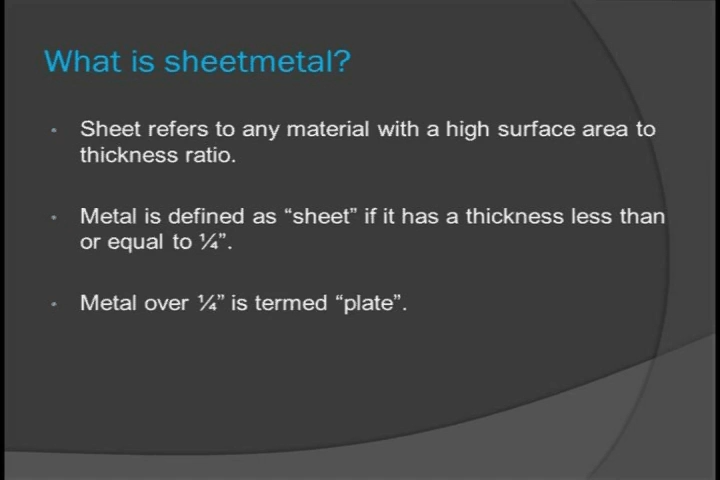 What is sheetmetal?
• Sheet refers to any material with a high surface area to
thickness ratio.
• Metal is defined as “sheet” if it has a thickness less than
or equal to ¼”.
• Metal over ¼” is termed “plate”.